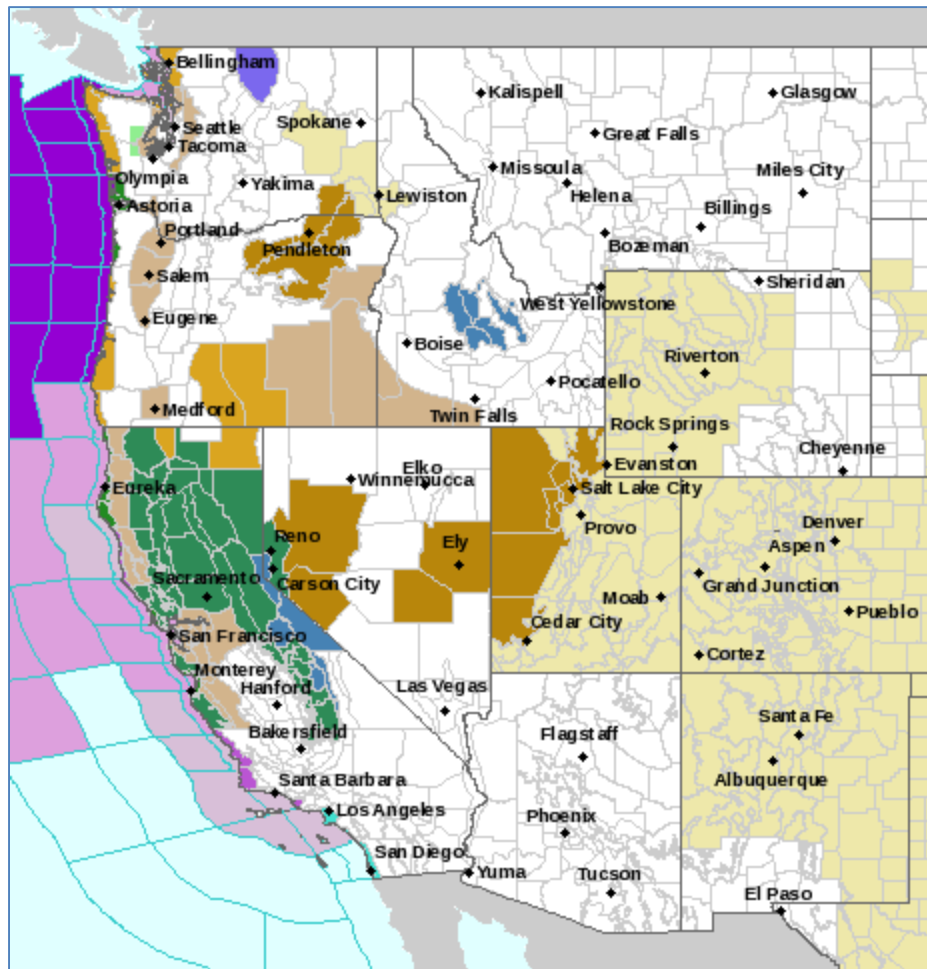 Bellingham
Kalispell
Glasgow
Seattle
Spokane
Great Falls
Tacoma
Missoula
Miles City
Olympia
Yakima
Helena
Lewiston
Astoria
Billings
Portland
Bozeman
Pendleton
Salem
Sheridan
West Yellowstone
Eugene
Boise
Riverton
Pocatello
Medford
Twin Falls
Rock Springs
Cheyenne
Elko
Evanston
Winnemucca
Eureka
Salt Lake City
Provo
Denver
Reno
Ely
Aspen
Sacramento
Carson City
Grand Junction
Moab
Pueblo
Cedar City
San Francisco
Cortez
Monterey
Hanford
Las Vegas
Santa Fe
Bakersfield
Flagstaff
Albuquerque
Santa Barbara
Los Angeles
Phoenix
San Diego
Yuma
Tucson
El Paso